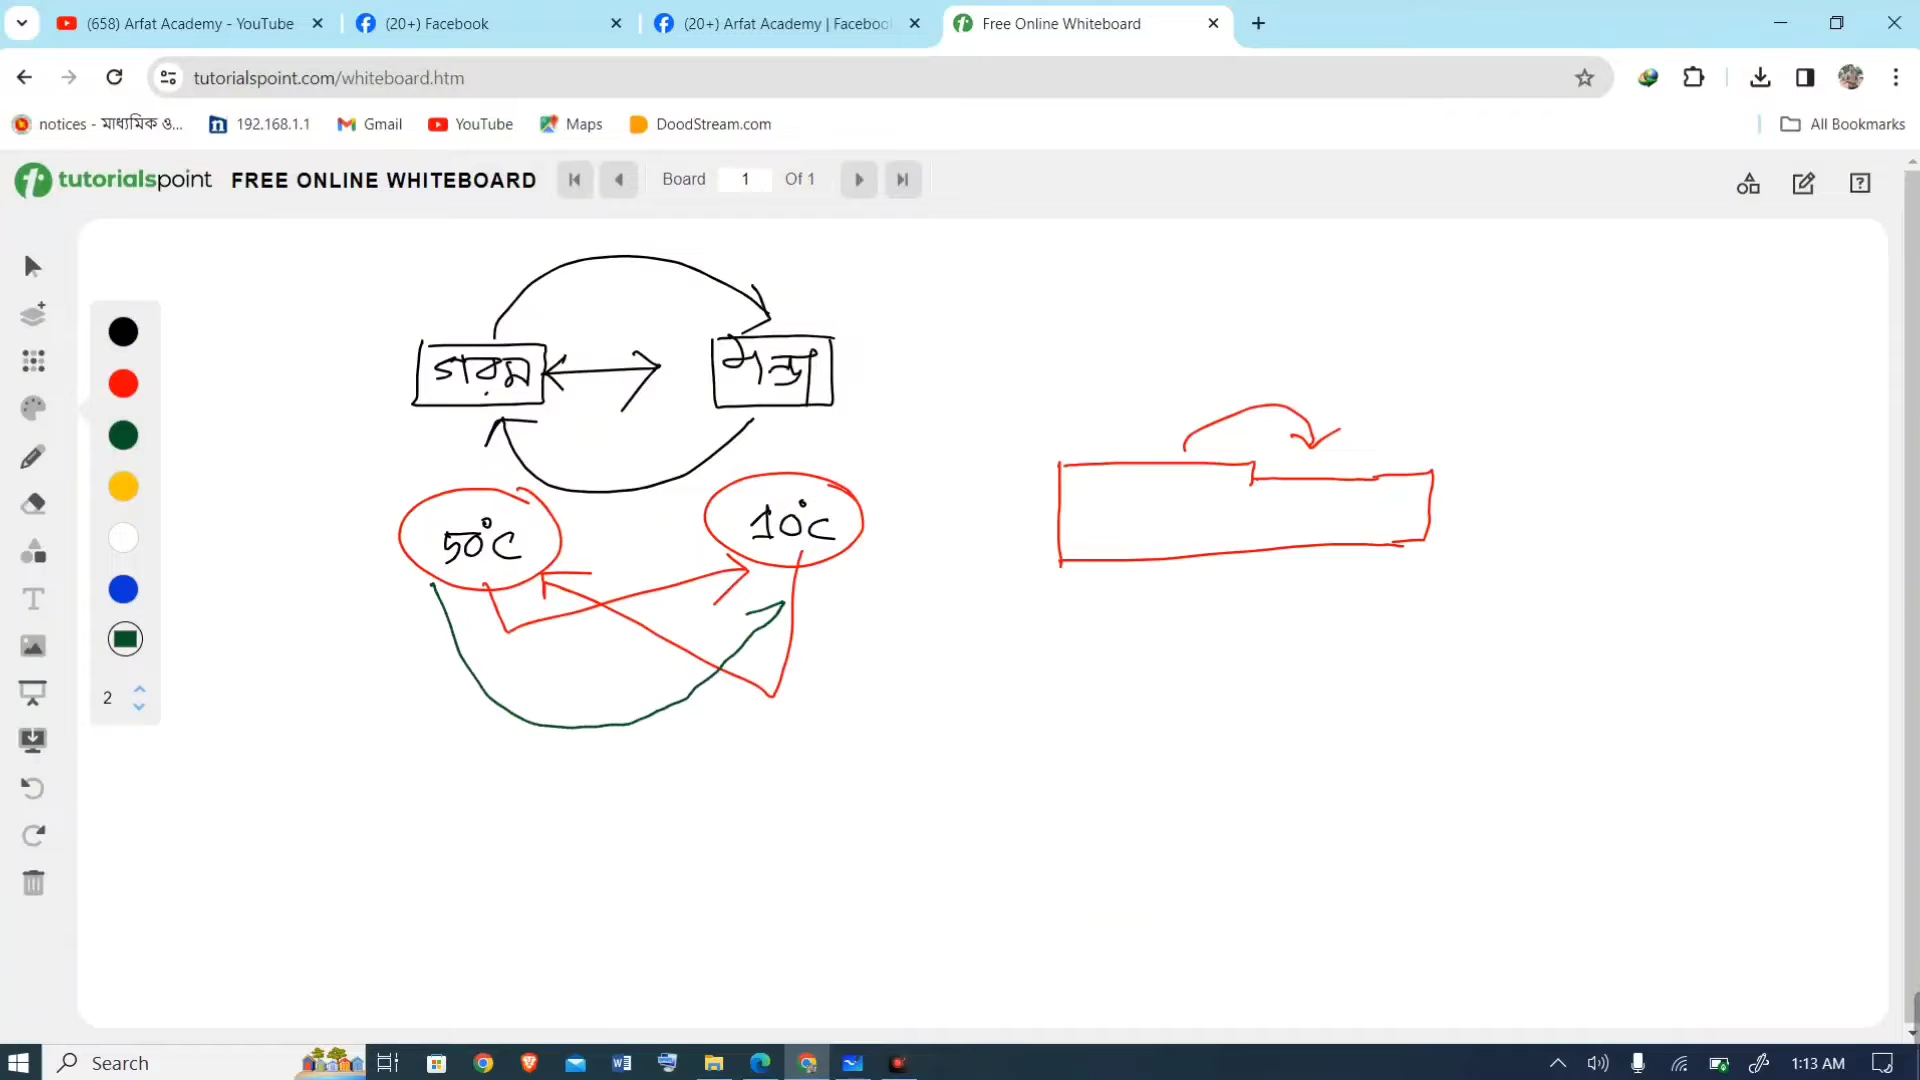 (658) Arfat Academy - YouTube
(20+) Facebook
(20+) Arfat Academy | Faceboo
Free Online Whiteboard
tutorialspoint.com/whiteboard.htm
notices - মাধ্যমিক ও...
192.168.1.1
Gmail
YouTube
Maps
DoodStream.com
All Bookmarks
tutorialspoint
FREE ONLINE WHITEBOARD
Board 1 Of 1
গরম
50°C
10°C
2
Search
1:13 AM